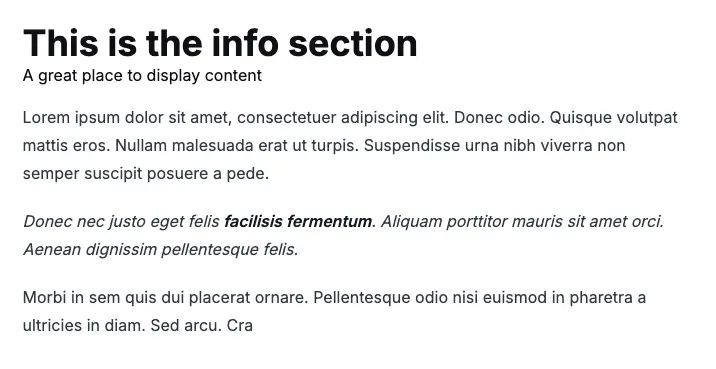 This is the info section
A great place to display content
Lorem ipsum dolor sit amet, consectetuer adipiscing elit. Donec odio. Quisque volutpat
mattis eros. Nullam malesuada erat ut turpis. Suspendisse urna nibh viverra non
semper suscipit posuere a pede.
Donec nec justo eget felis facilisis fermentum. Aliquam porttitor mauris sit amet orci.
Aenean dignissim pellentesque felis.
Morbi in sem quis dui placerat ornare. Pellentesque odio nisi euismod in pharetra a
ultricies in diam. Sed arcu. Cra